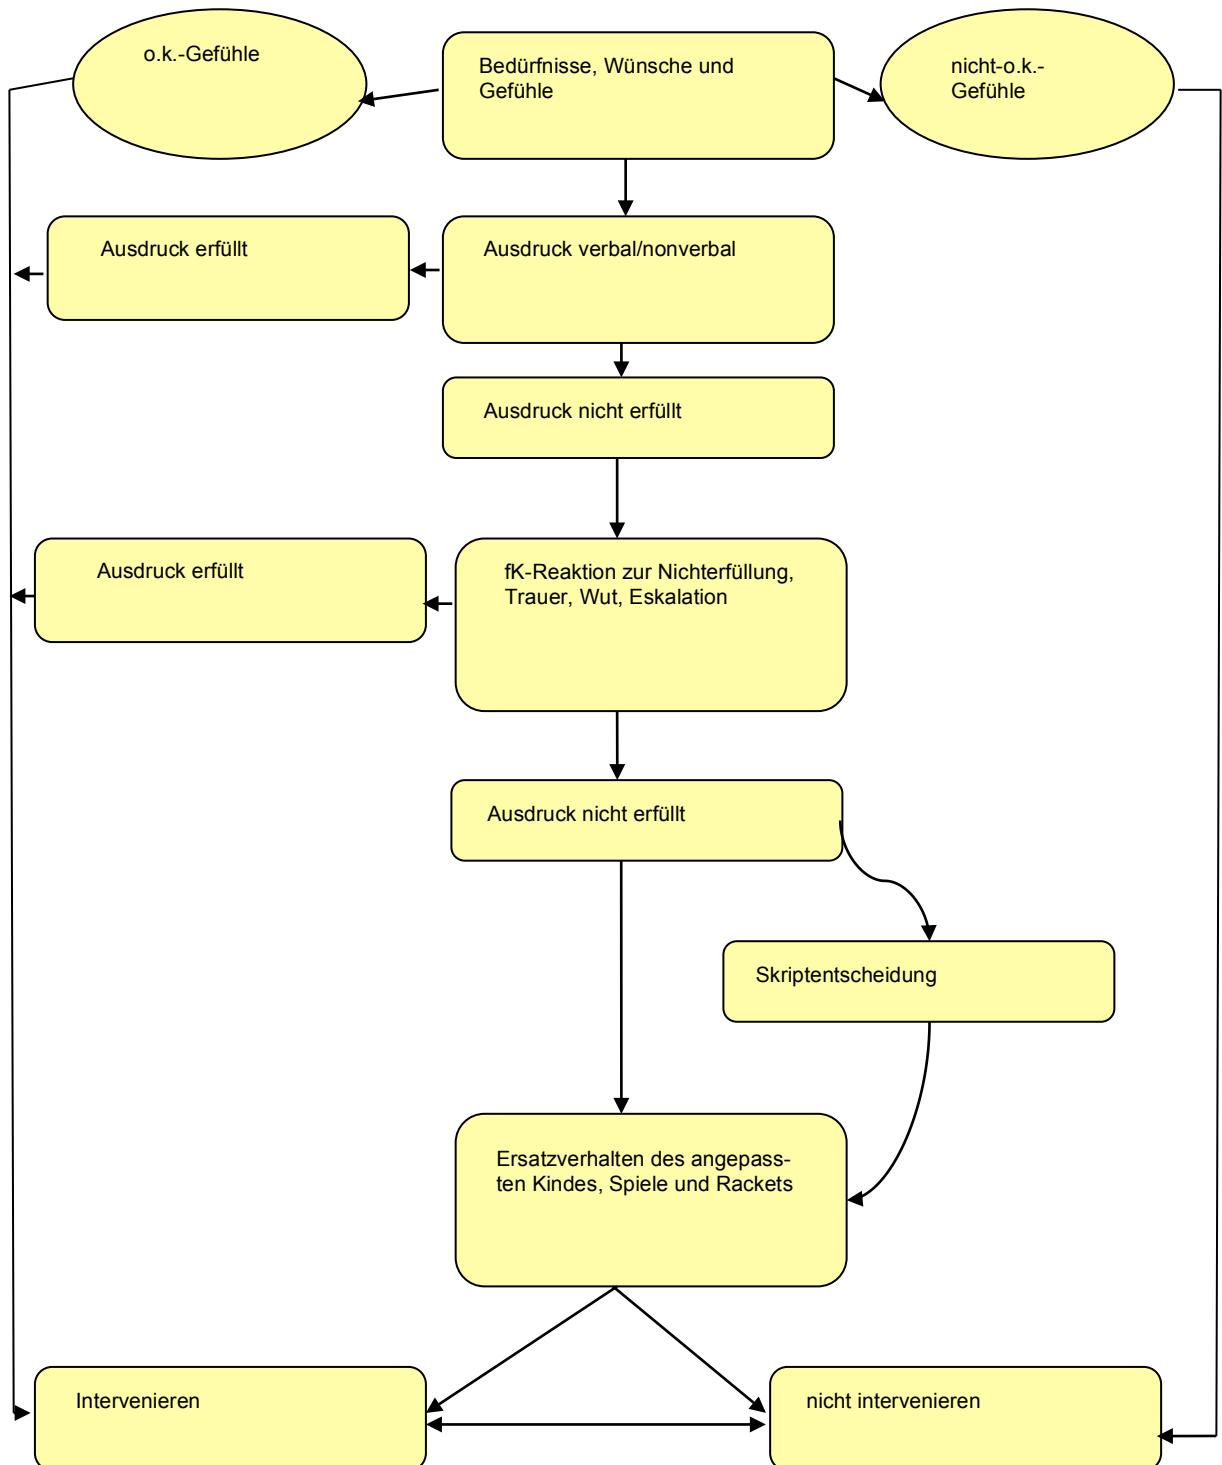 o.k.-Gefühle
Bedürfnisse, Wünsche und
Gefühle
nicht-o.k.-
Gefühle
Ausdruck erfüllt
Ausdruck verbal/nonverbal
Ausdruck nicht erfüllt
Ausdruck erfüllt
fK-Reaktion zur Nichterfüllung,
Trauer, Wut, Eskalation
Ausdruck nicht erfüllt
Skriptentscheidung
Ersatzverhalten des angepass-
ten Kindes, Spiele und Rackets
Intervenieren
nicht intervenieren